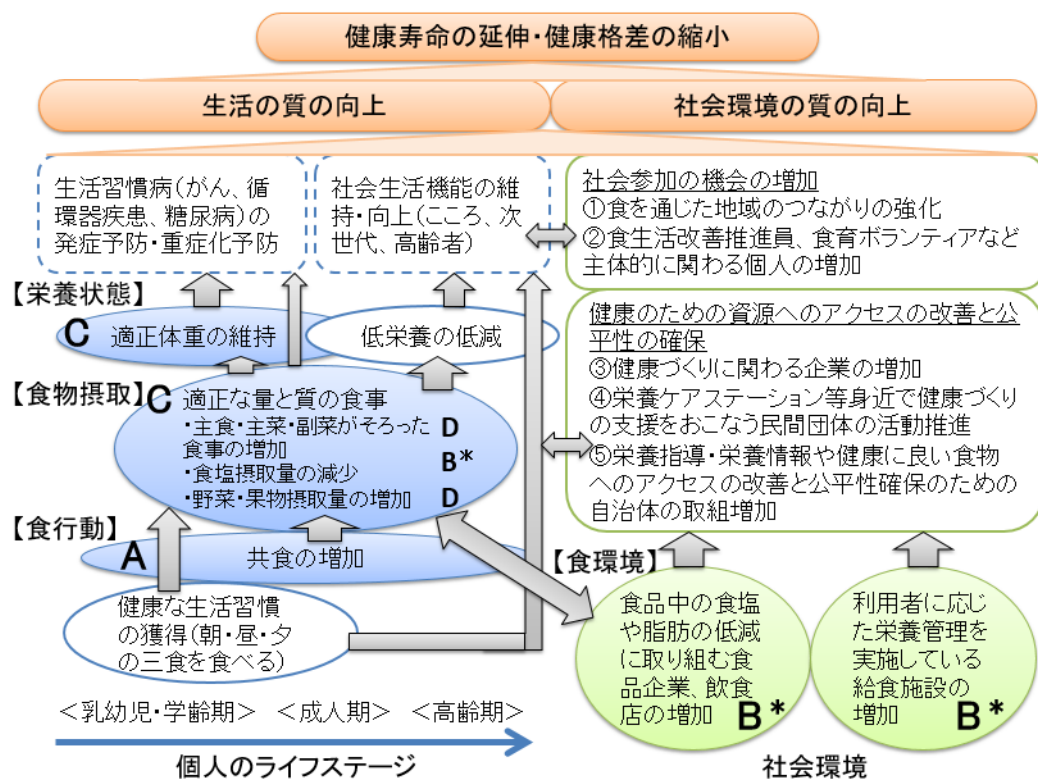 健康寿命の延伸・健康格差の縮小
生活の質の向上
社会環境の質の向上
生活習慣病(がん、循
環器疾患、糖尿病)の
発症予防・重症化予防
社会生活機能の維
持・向上(こころ、次
世代、高齢者)
社会参加の機会の増加
①食を通じた地域のつながりの強化
②食生活改善推進員、食育ボランティアなど
主体的に関わる個人の増加
【栄養状態】
C 適正体重の維持
低栄養の低減
健康のための資源へのアクセスの改善と公
平性の確保
③健康づくりに関わる企業の増加
④栄養ケアステーション等身近で健康づくり
の支援をおこなう民間団体の活動推進
⑤栄養指導・栄養情報や健康に良い食物
へのアクセスの改善と公平性確保のための
自治体の取組増加
【食物摂取】
C 適正な量と質の食事
・主食・主菜・副菜がそろった D
食事の増加
・食塩摂取量の減少 B*
・野菜・果物摂取量の増加 D
【食行動】
A 共食の増加
健康な生活習慣
の獲得(朝・昼・夕
の三食を食べる)
【食環境】
食品中の食塩
や脂肪の低減
に取り組む食
品企業、飲食
店の増加 B*
利用者に応じ
た栄養管理を
実施している
給食施設の
増加 B*
<乳幼児・学齢期> <成人期> <高齢期>
個人のライフステージ
社会環境